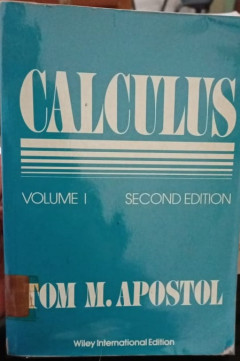 CALCULUS
VOLUME I SECOND EDITION
TOM M. APOSTOL
Wiley International Edition